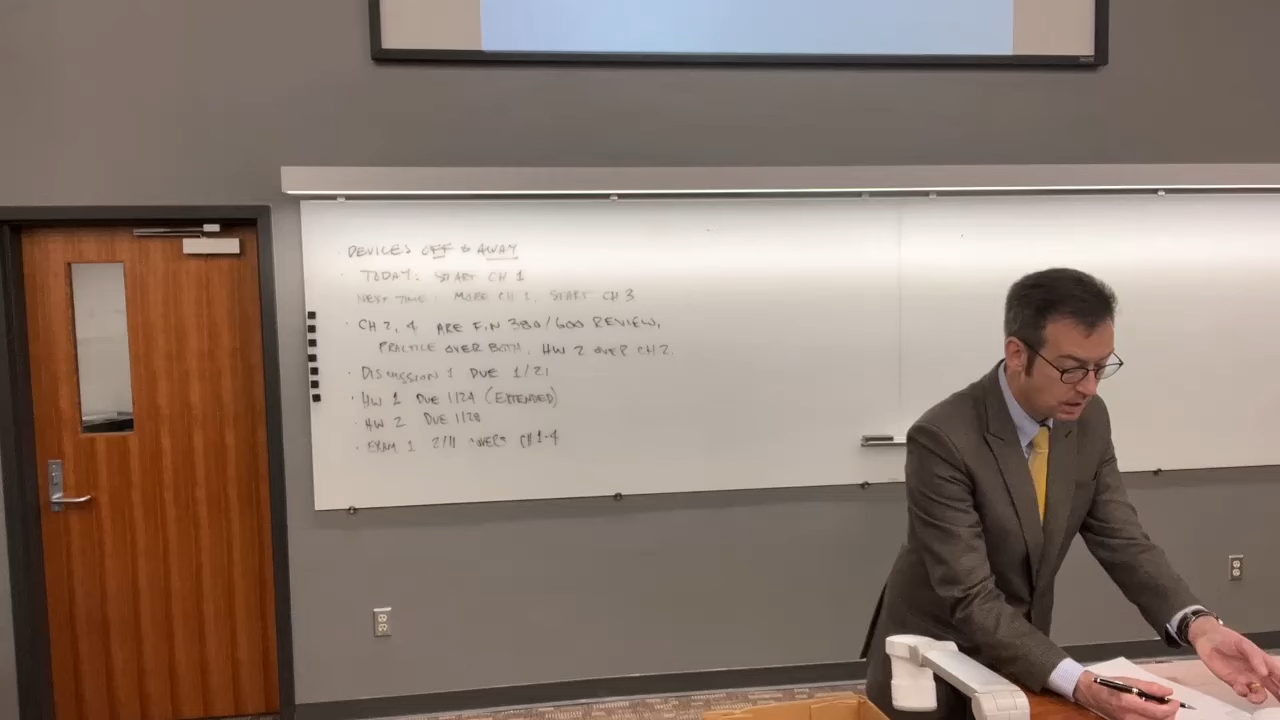 · DEVICES OFF & AWAY
· TODAY: START CH 1
NEXT TIME: MORE CH 1, START CH 3
· CH 2, 4 ARE FIN 380/600 REVIEW,
PRACTICE OVER BOTH, HW 2 OVER CH 2.
· DISCUSSION 1 DUE 1/21
· HW 1 DUE 1/24 (EXTENDED)
· HW 2 DUE 1/28
· EXAM 1 2/11 COVERS CH 1-4